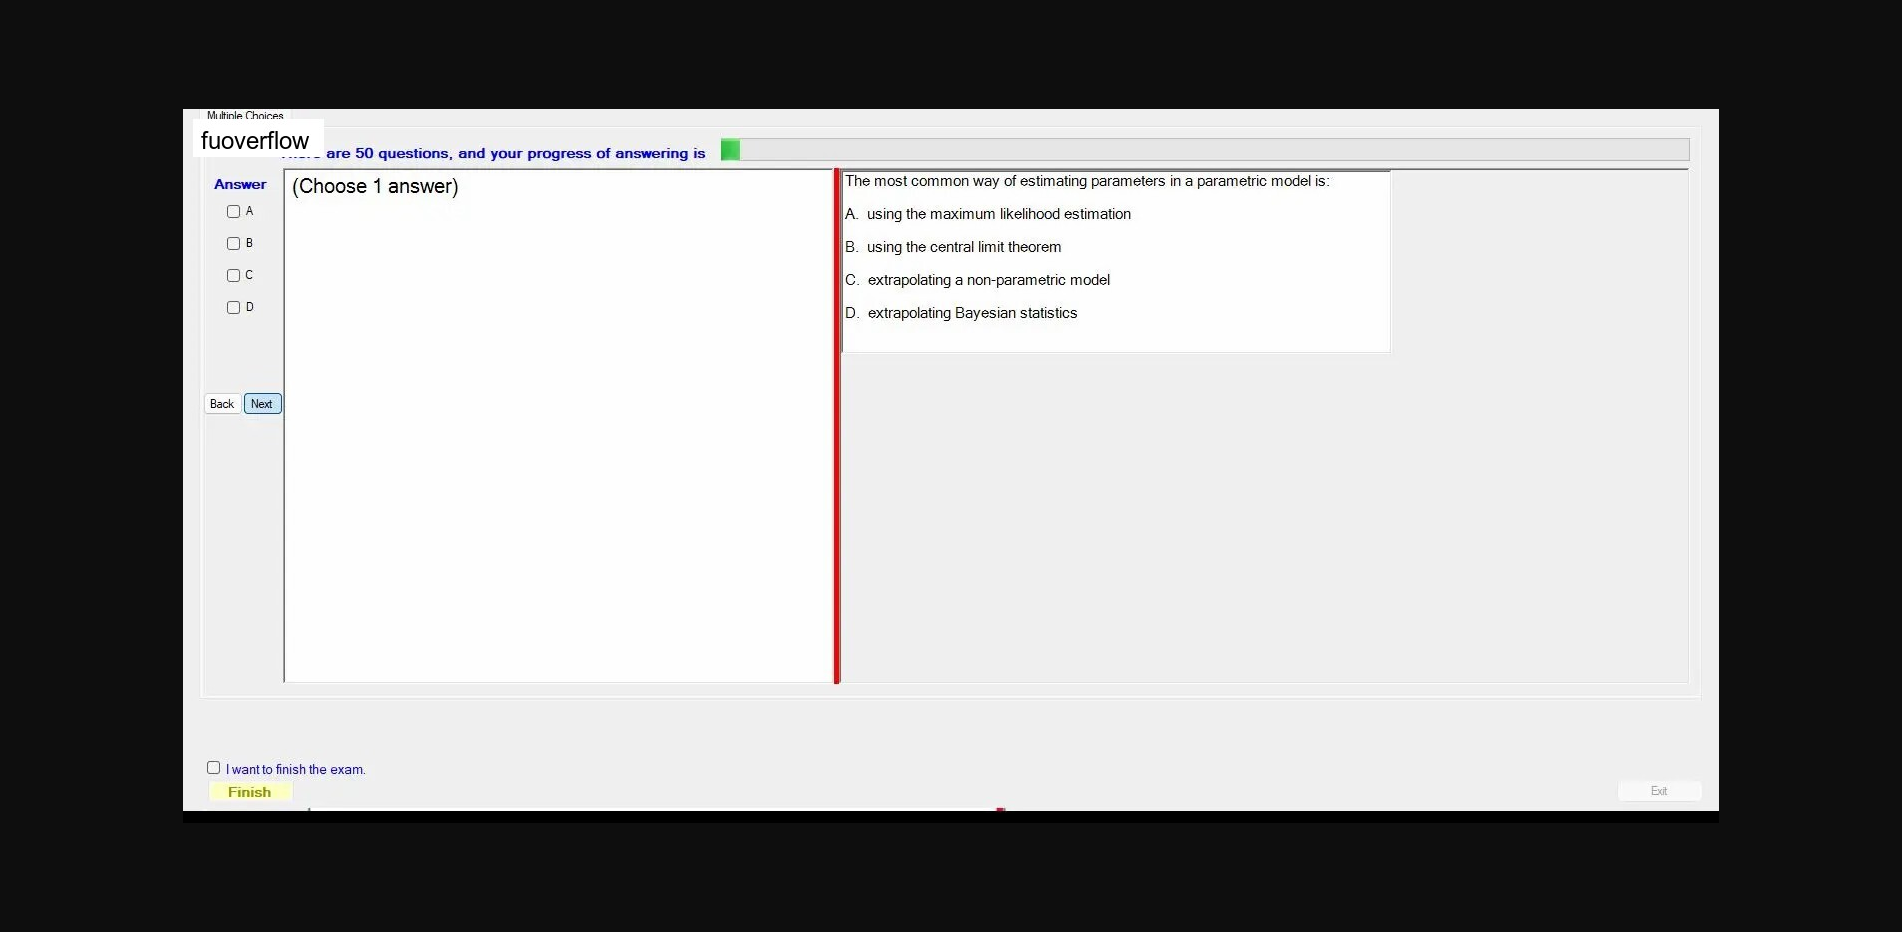 Multiple Choices
fuoverflow
are 50 questions, and your progress of answering is
Answer
(Choose 1 answer)
A
B
C
D
Back
Next
The most common way of estimating parameters in a parametric model is:
A. using the maximum likelihood estimation
B. using the central limit theorem
C. extrapolating a non-parametric model
D. extrapolating Bayesian statistics
I want to finish the exam.
Finish
Exit